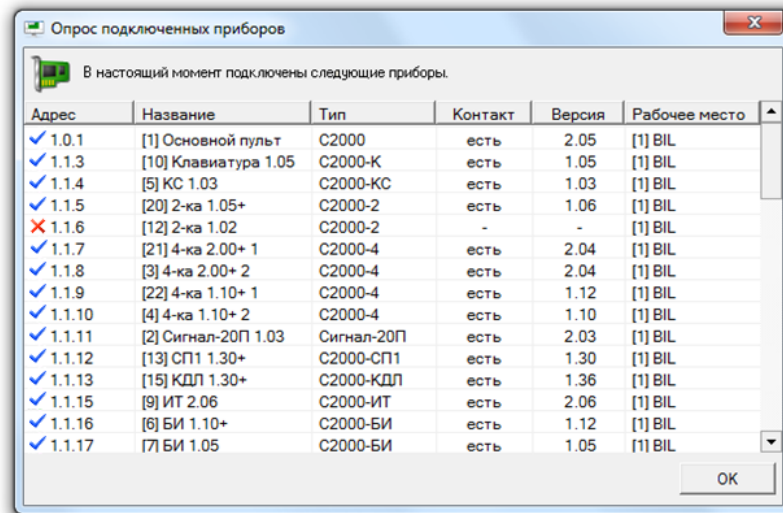 Опрос подключенных приборов
В настоящий момент подключены следующие приборы.
Адрес Название Тип Контакт Версия Рабочее место
1.0.1 [1] Основной пульт С2000 есть 2.05 [1] BIL
1.1.3 [10] Клавиатура 1.05 С2000-К есть 1.05 [1] BIL
1.1.4 [5] КС 1.03 С2000-КС есть 1.03 [1] BIL
1.1.5 [20] 2-ка 1.05+ С2000-2 есть 1.06 [1] BIL
1.1.6 [12] 2-ка 1.02 С2000-2 - - [1] BIL
1.1.7 [21] 4-ка 2.00+ 1 С2000-4 есть 2.04 [1] BIL
1.1.8 [3] 4-ка 2.00+ 2 С2000-4 есть 2.04 [1] BIL
1.1.9 [22] 4-ка 1.10+ 1 С2000-4 есть 1.12 [1] BIL
1.1.10 [4] 4-ка 1.10+ 2 С2000-4 есть 1.10 [1] BIL
1.1.11 [2] Сигнал-20П 1.03 Сигнал-20П есть 2.03 [1] BIL
1.1.12 [13] СП1 1.30+ С2000-СП1 есть 1.30 [1] BIL
1.1.13 [15] КДЛ 1.30+ С2000-КДЛ есть 1.36 [1] BIL
1.1.15 [9] ИТ 2.06 С2000-ИТ есть 2.06 [1] BIL
1.1.16 [6] БИ 1.10+ С2000-БИ есть 1.12 [1] BIL
1.1.17 [7] БИ 1.05 С2000-БИ есть 1.05 [1] BIL
OK